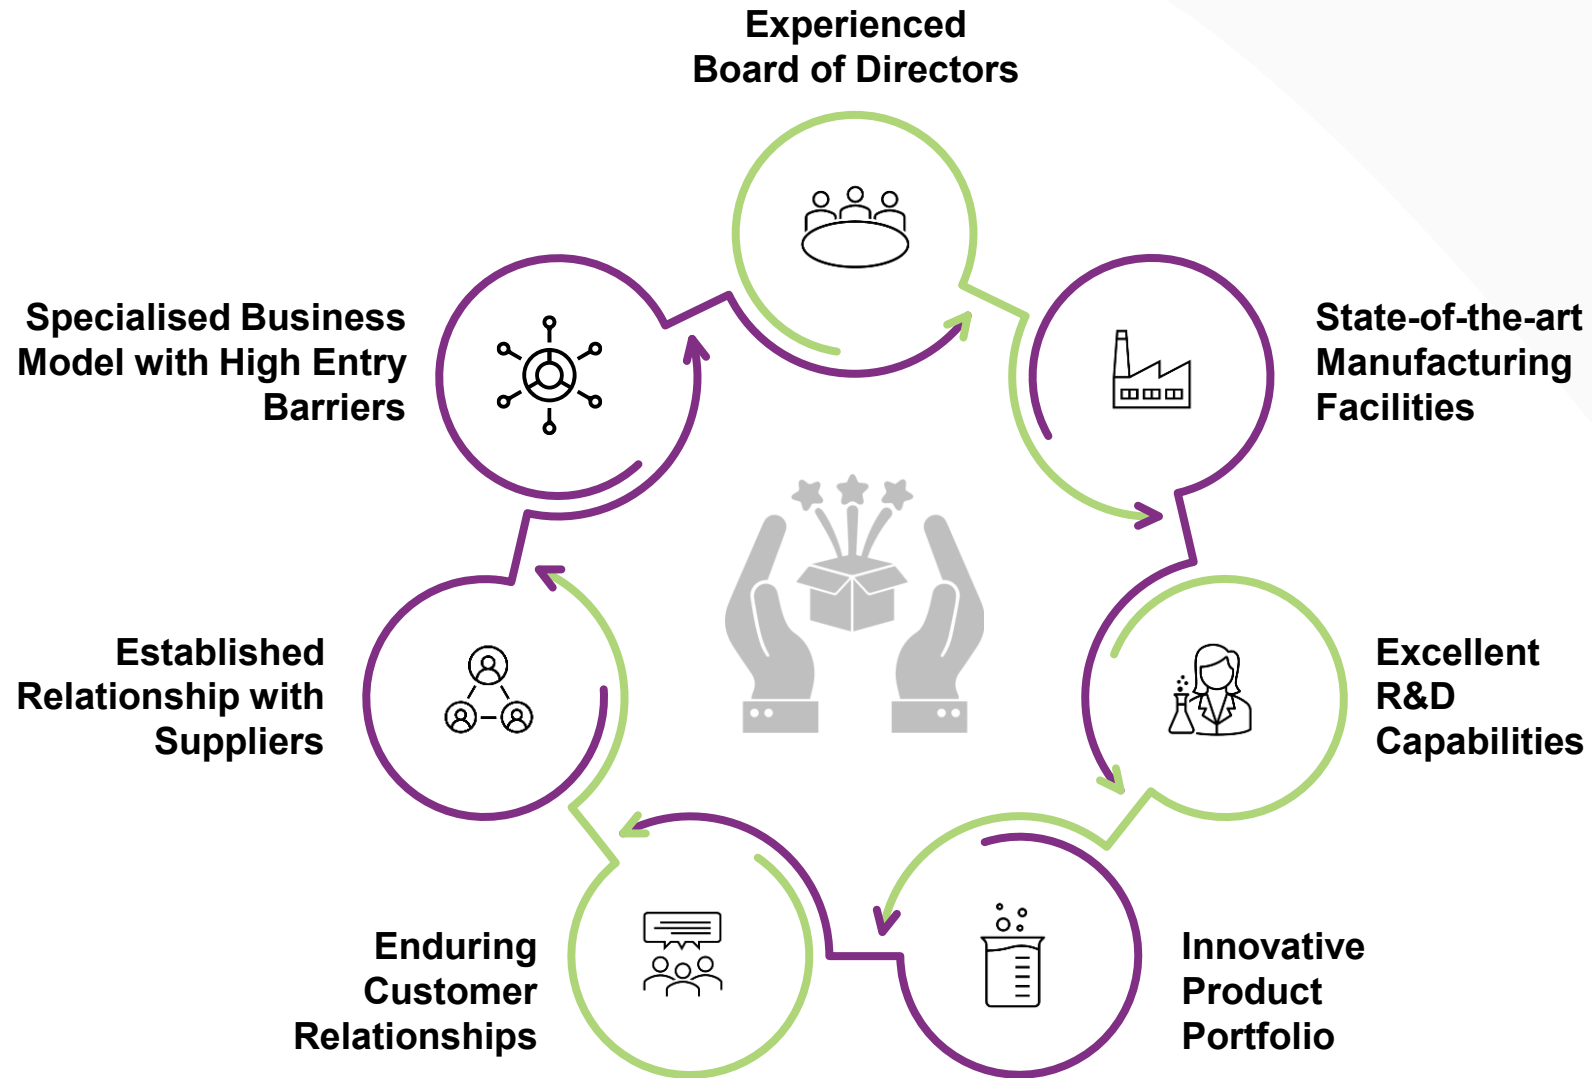 Experienced
Board of Directors
Specialised Business
Model with High Entry
Barriers
State-of-the-art
Manufacturing
Facilities
Established
Relationship with
Suppliers
Excellent
R&D
Capabilities
Enduring
Customer
Relationships
Innovative
Product
Portfolio